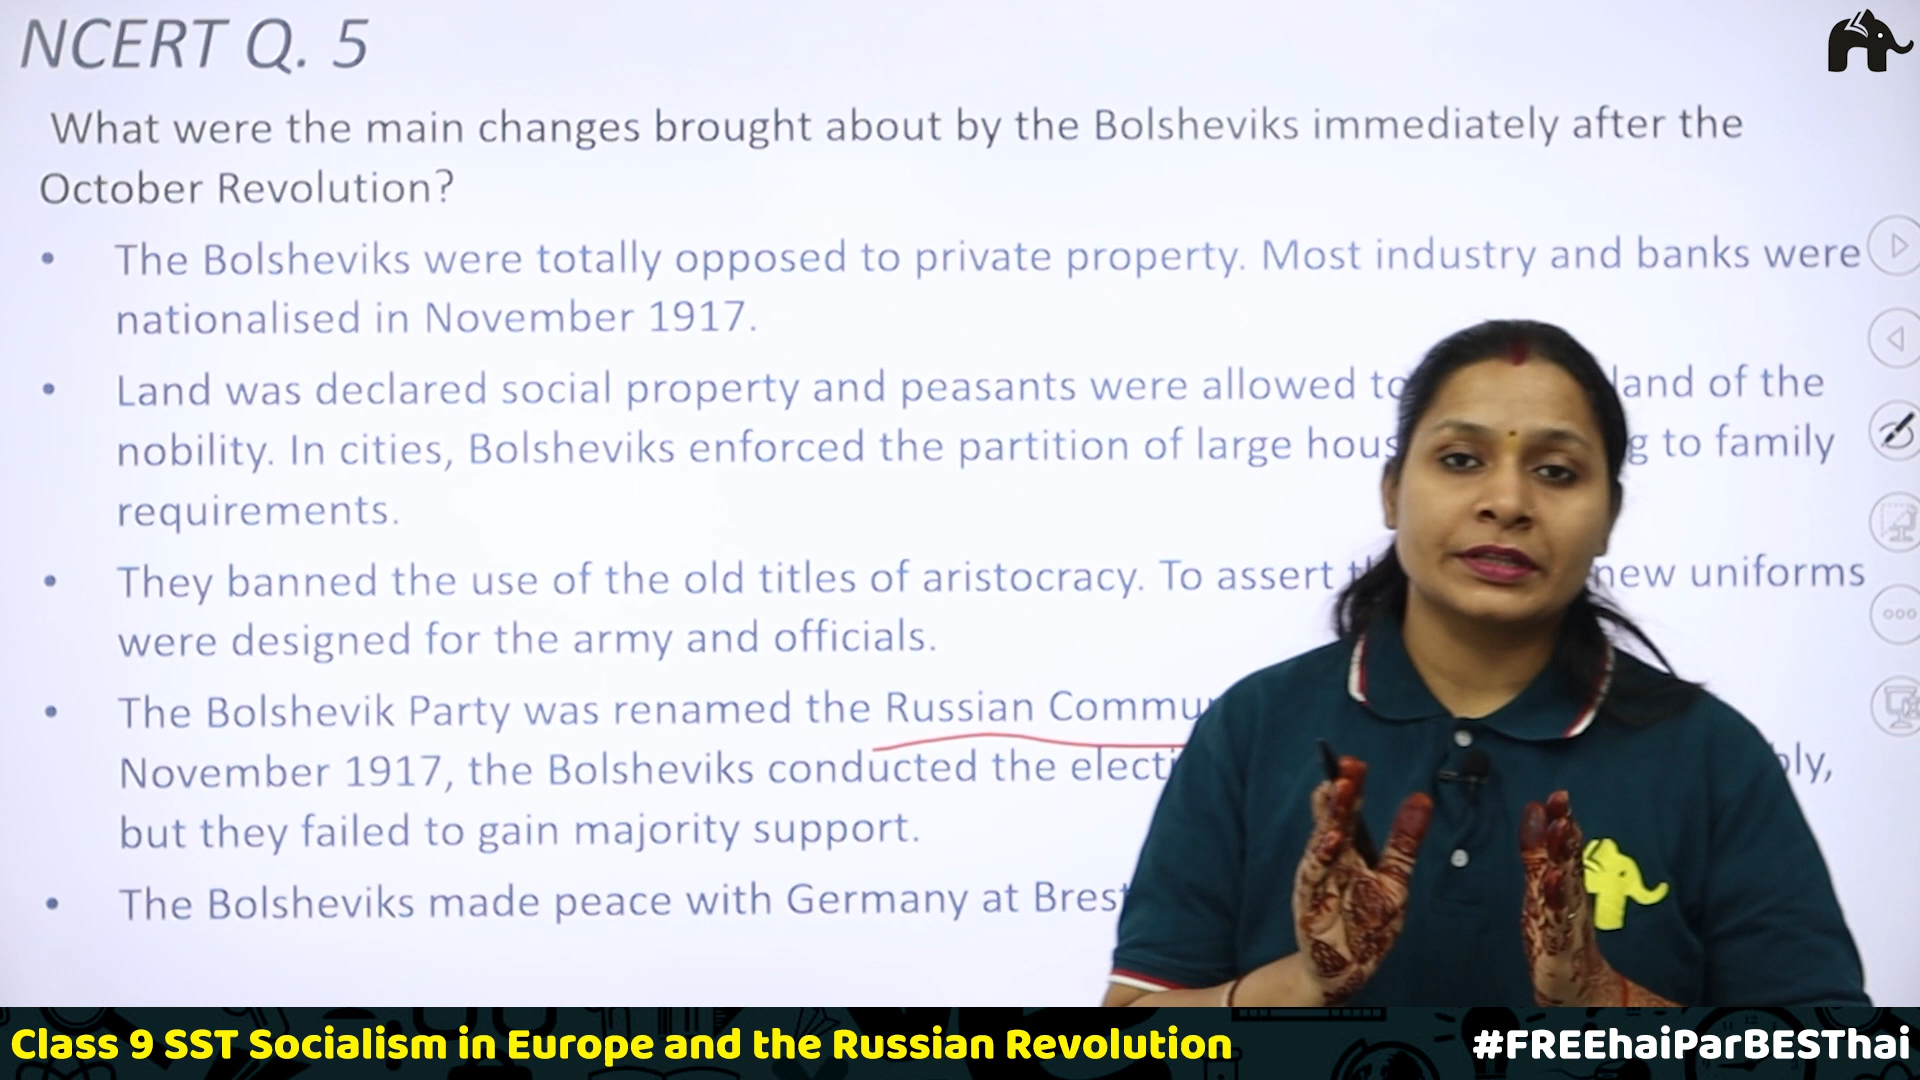 NCERT Q. 5
What were the main changes brought about by the Bolsheviks immediately after the
October Revolution?
• The Bolsheviks were totally opposed to private property. Most industry and banks were
nationalised in November 1917.
• Land was declared social property and peasants were allowed to land of the
nobility. In cities, Bolsheviks enforced the partition of large to family
requirements.
• They banned the use of the old titles of aristocracy. To assert new uniforms
were designed for the army and officials.
• The Bolshevik Party was renamed the Russian
November 1917, the Bolsheviks conducted the
but they failed to gain majority support.
• The Bolsheviks made peace with Germany at
Class 9 SST Socialism in Europe and the Russian Revolution
#FREEhaiParBESThai